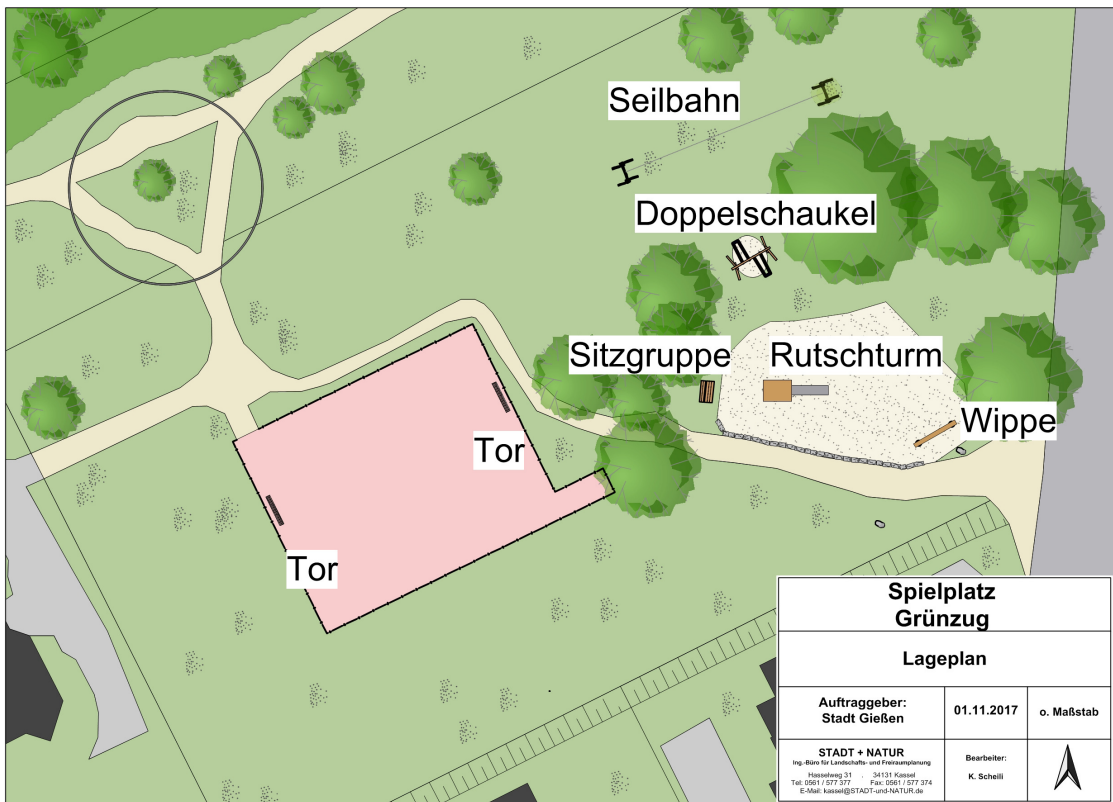 Seilbahn
Doppelschaukel
Sitzgruppe
Rutschturm
Wippe
Tor
Tor
Spielplatz
Grünzug
Lageplan
Auftraggeber:
Stadt Gießen
01.11.2017
o. Maßstab
STADT + NATUR
Ing.-Büro für Landschafts- und Freiraumplanung
Hasselweg 31 . 34131 Kassel
Tel: 0561 / 577 377 Fax: 0561 / 577 374
E-Mail: kassel@STADT-und-NATUR.de
Bearbeiter:
K. Scheili